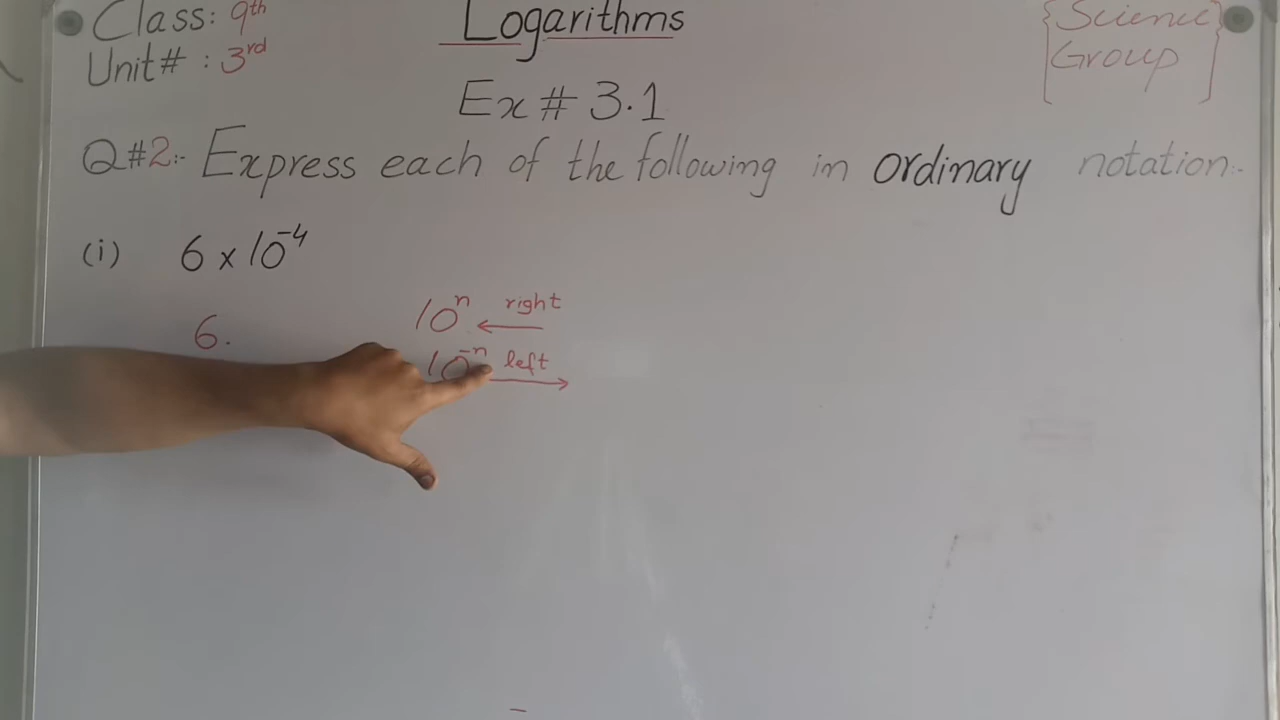 Class: 9th
Unit# : 3rd
Logarithms
{Science Group}
Ex # 3.1
Q#2:- Express each of the following in ordinary notation:-
(i) 6 x 10⁻⁴
6.
10ⁿ ← right
10⁻ⁿ left →